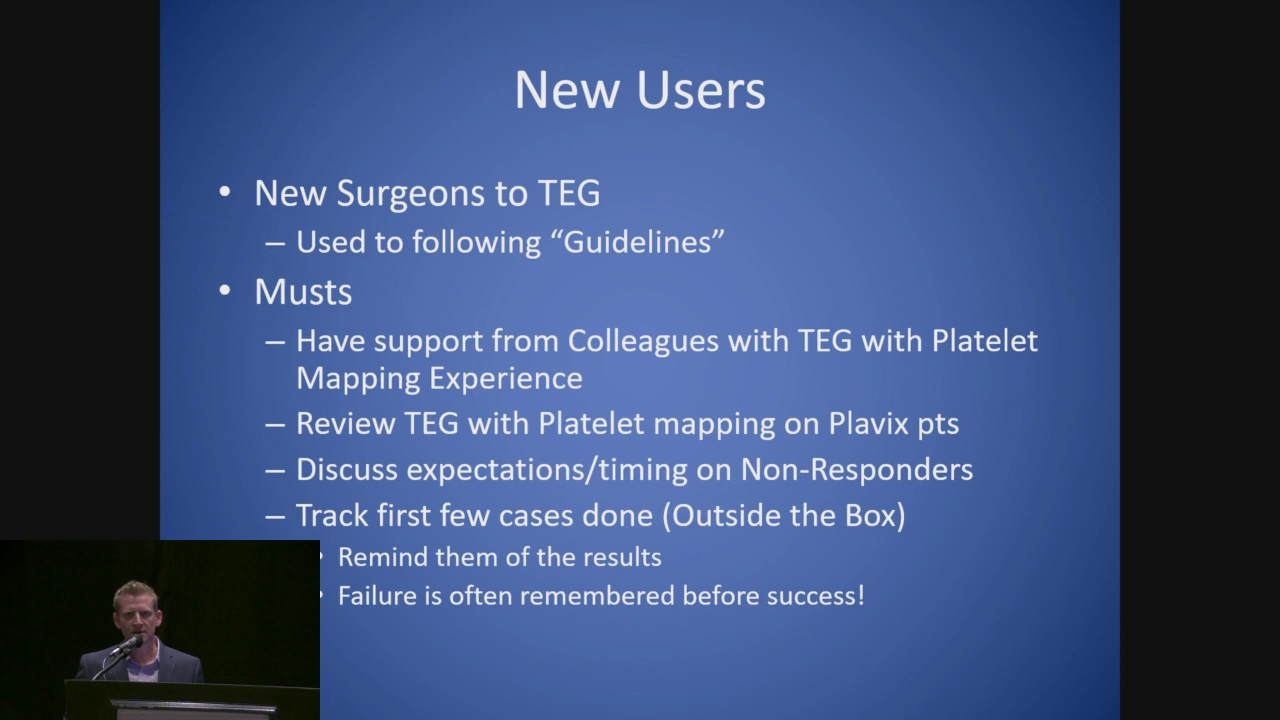 New Users
• New Surgeons to TEG
– Used to following “Guidelines”
• Musts
– Have support from Colleagues with TEG with Platelet
Mapping Experience
– Review TEG with Platelet mapping on Plavix pts
– Discuss expectations/timing on Non-Responders
– Track first few cases done (Outside the Box)
• Remind them of the results
• Failure is often remembered before success!